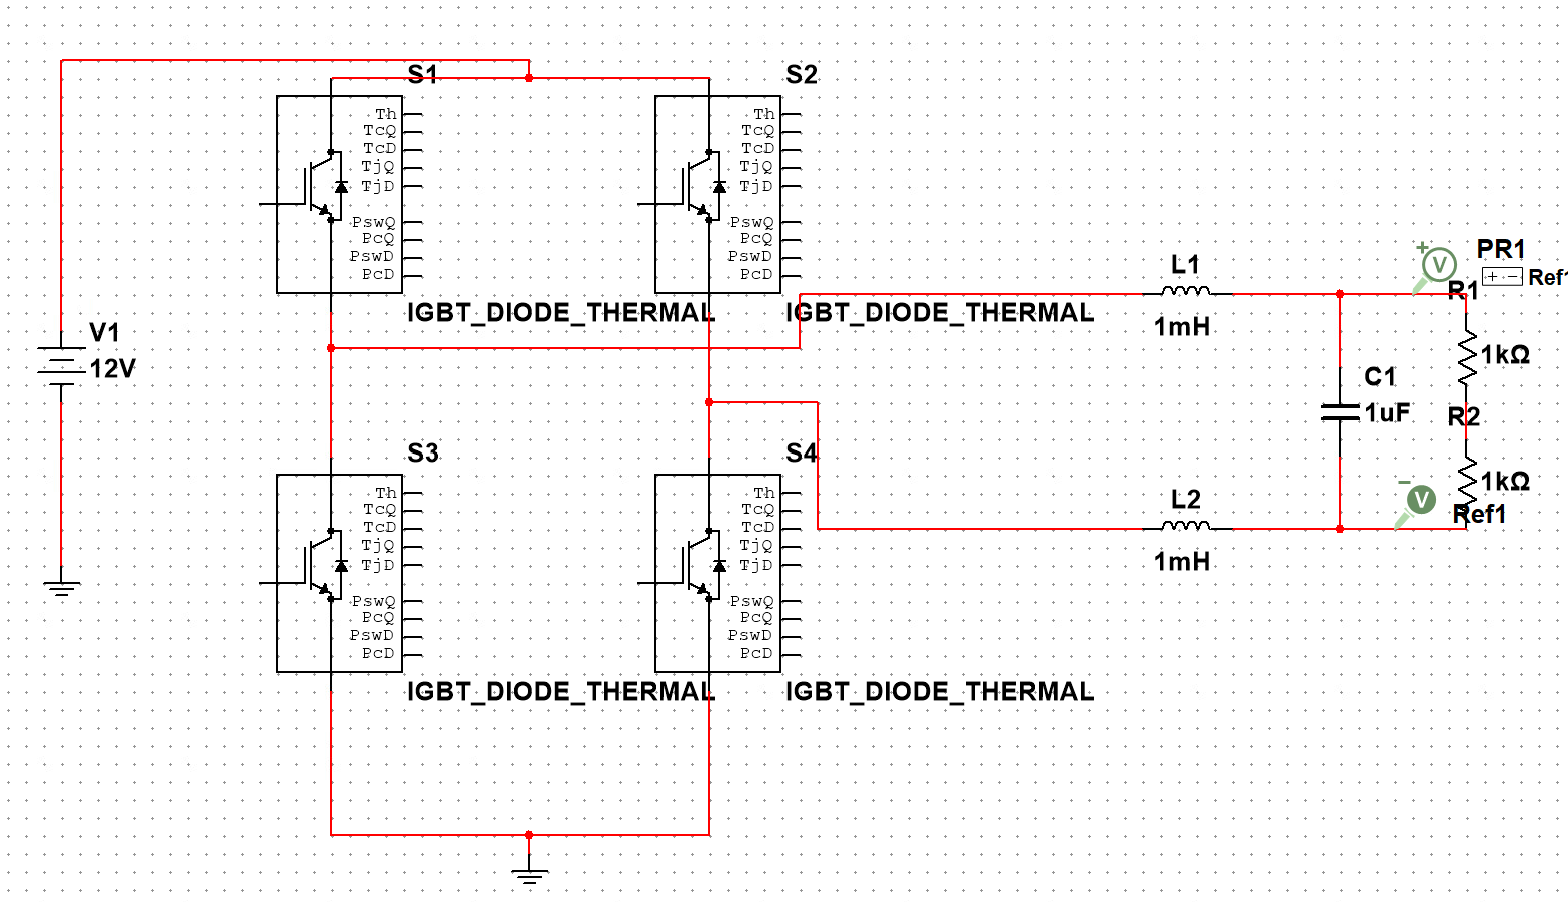 S1
Th
TcQ
TcD
TjQ
TjD
PswQ
PcQ
PswD
PcD
IGBT_DIODE_THERMAL
S2
Th
TcQ
TcD
TjQ
TjD
PswQ
PcQ
PswD
PcD
IGBT_DIODE_THERMAL
V1
12V
L1
1mH
+
V
PR1
+ -
Ref1
R1
1kΩ
C1
1uF
R2
1kΩ
V
Ref1
L2
1mH
S3
Th
TcQ
TcD
TjQ
TjD
PswQ
PcQ
PswD
PcD
IGBT_DIODE_THERMAL
S4
Th
TcQ
TcD
TjQ
TjD
PswQ
PcQ
PswD
PcD
IGBT_DIODE_THERMAL